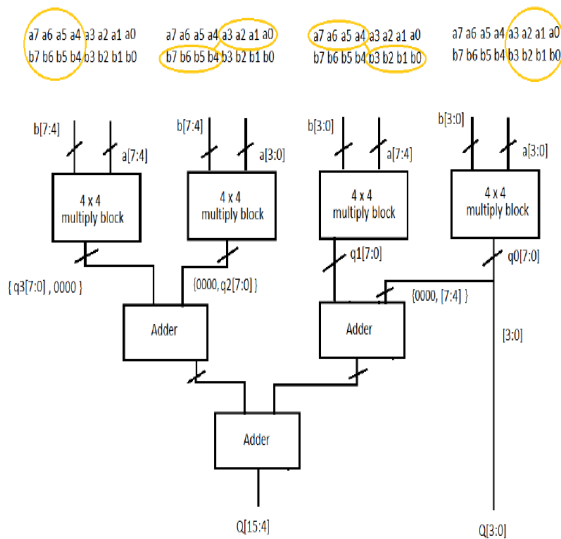 a7 a6 a5 a4 a3 a2 a1 a0
b7 b6 b5 b4 b3 b2 b1 b0
a7 a6 a5 a4 a3 a2 a1 a0
b7 b6 b5 b4 b3 b2 b1 b0
a7 a6 a5 a4 a3 a2 a1 a0
b7 b6 b5 b4 b3 b2 b1 b0
a7 a6 a5 a4 a3 a2 a1 a0
b7 b6 b5 b4 b3 b2 b1 b0
b[7:4]
a[7:4]
b[7:4]
a[3:0]
b[3:0]
a[7:4]
b[3:0]
a[3:0]
4 x 4
multiply block
4 x 4
multiply block
4 x 4
multiply block
4 x 4
multiply block
{ q3[7:0] , 0000 }
{0000, q2[7:0] }
q1[7:0]
q0[7:0]
{0000, [7:4] }
Adder
Adder
[3:0]
Adder
Q[15:4]
Q[3:0]